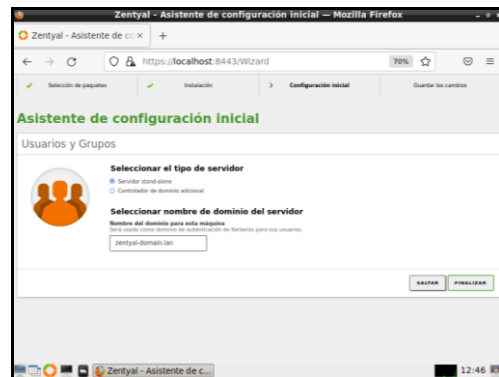 Zentyal - Asistente de configuración inicial — Mozilla Firefox
Zentyal - Asistente de co
https://localhost:8443/Wizard
70%
Selección de paquetes
Instalación
Configuración inicial
Guardar los cambios
Asistente de configuración inicial
Usuarios y Grupos
Seleccionar el tipo de servidor
Servidor stand-alone
Controlador de dominio adicional
Seleccionar nombre de dominio del servidor
Nombre del dominio para esta máquina
Será usado como dominio de autenticación de Kerberos para sus usuarios.
zentyal-domain.lan
SALTAR
FINALIZAR
Zentyal - Asistente de c...
12:46